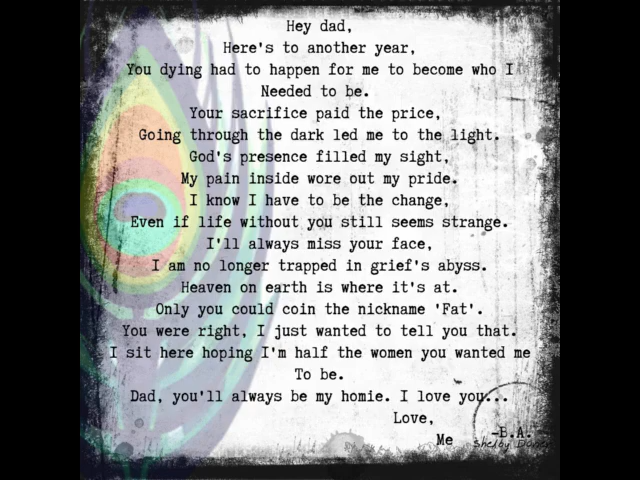 Hey dad,
Here's to another year,
You dying had to happen for me to become who I
Needed to be.
Your sacrifice paid the price,
Going through the dark led me to the light.
God's presence filled my sight,
My pain inside wore out my pride.
I know I have to be the change,
Even if life without you still seems strange.
I'll always miss your face,
I am no longer trapped in grief's abyss.
Heaven on earth is where it's at.
Only you could coin the nickname 'Fat'.
You were right, I just wanted to tell you that.
I sit here hoping I'm half the women you wanted me
To be.
Dad, you'll always be my homie. I love you...
Love,
Me -B.A.
Shelby